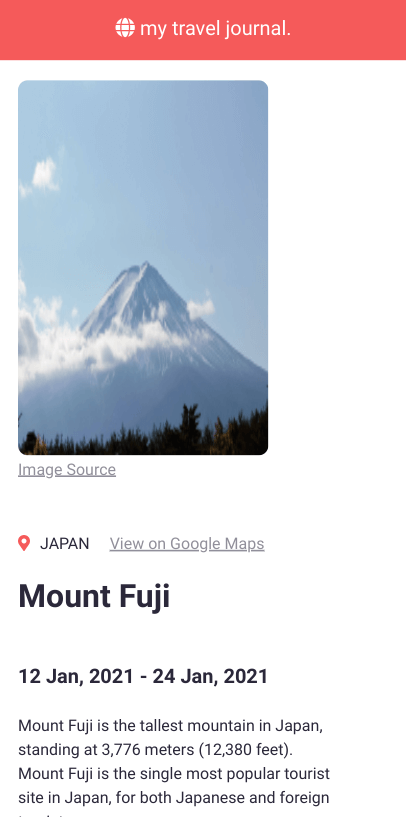 my travel journal.
Image Source
JAPAN View on Google Maps
Mount Fuji
12 Jan, 2021 - 24 Jan, 2021
Mount Fuji is the tallest mountain in Japan,
standing at 3,776 meters (12,380 feet).
Mount Fuji is the single most popular tourist
site in Japan, for both Japanese and foreign